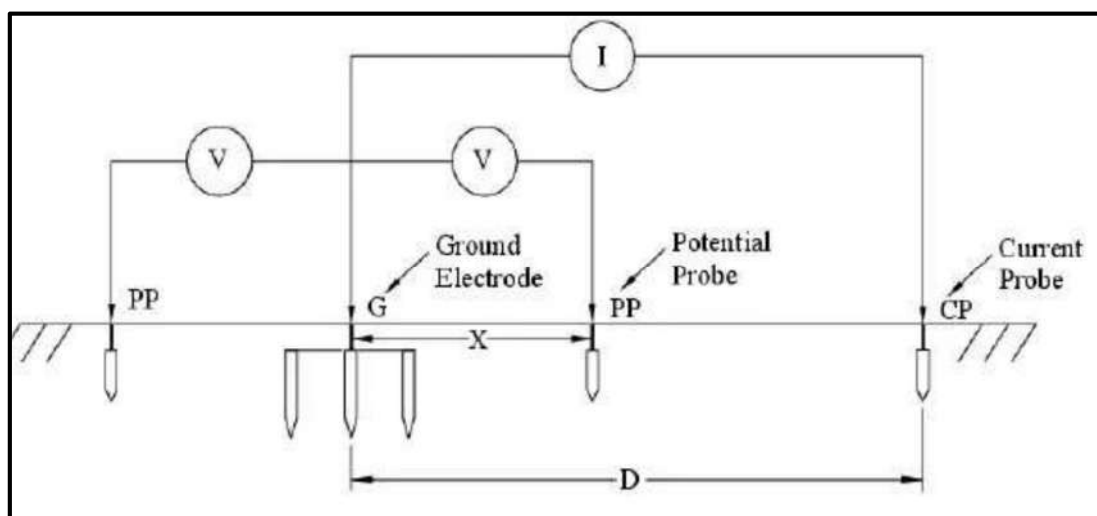 I
V
V
Ground
Electrode
Potential
Probe
Current
Probe
PP
G
PP
CP
X
D